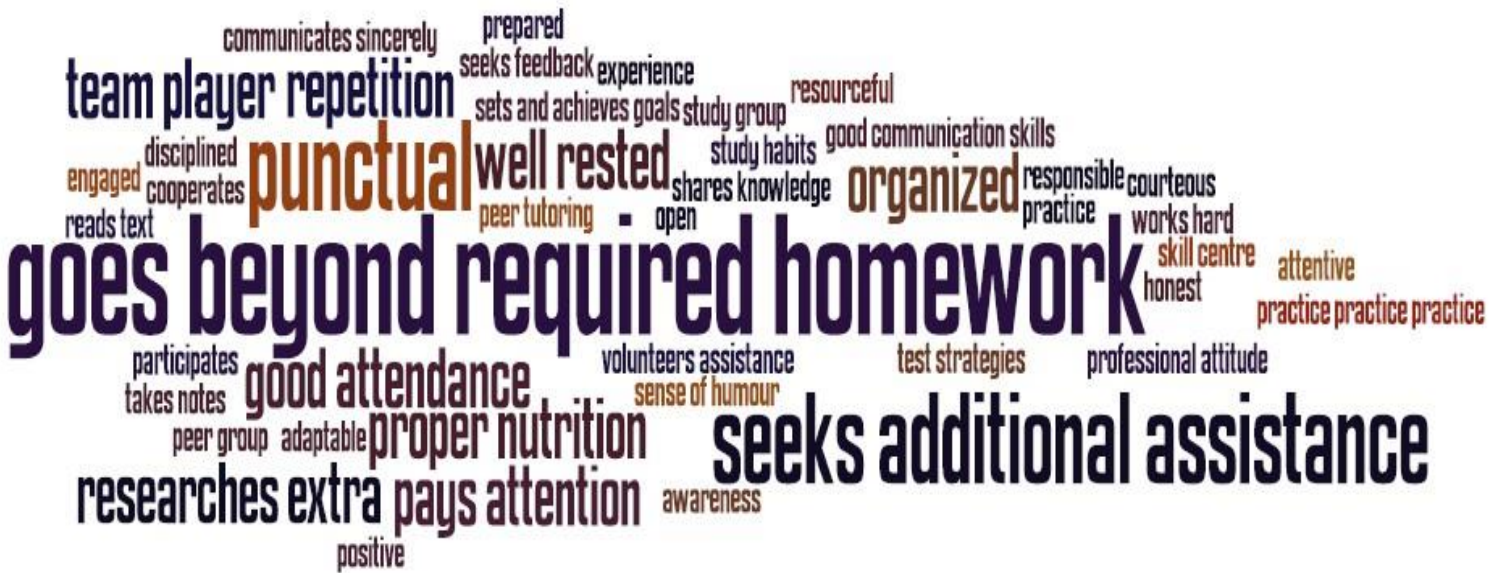 communicates sincerely
prepared
team player
repetition
seeks feedback
experience
resourceful
sets and achieves goals
study group
good communication skills
disciplined
punctual
well rested
study habits
engaged
cooperates
shares knowledge
organized
responsible
courteous
reads text
peer tutoring
open
practice
works hard
goes beyond required homework
skill centre
attentive
honest
practice practice practice
participates
good attendance
volunteers assistance
test strategies
professional attitude
takes notes
sense of humour
peer group
adaptable
proper nutrition
seeks additional assistance
researches extra
pays attention
awareness
positive